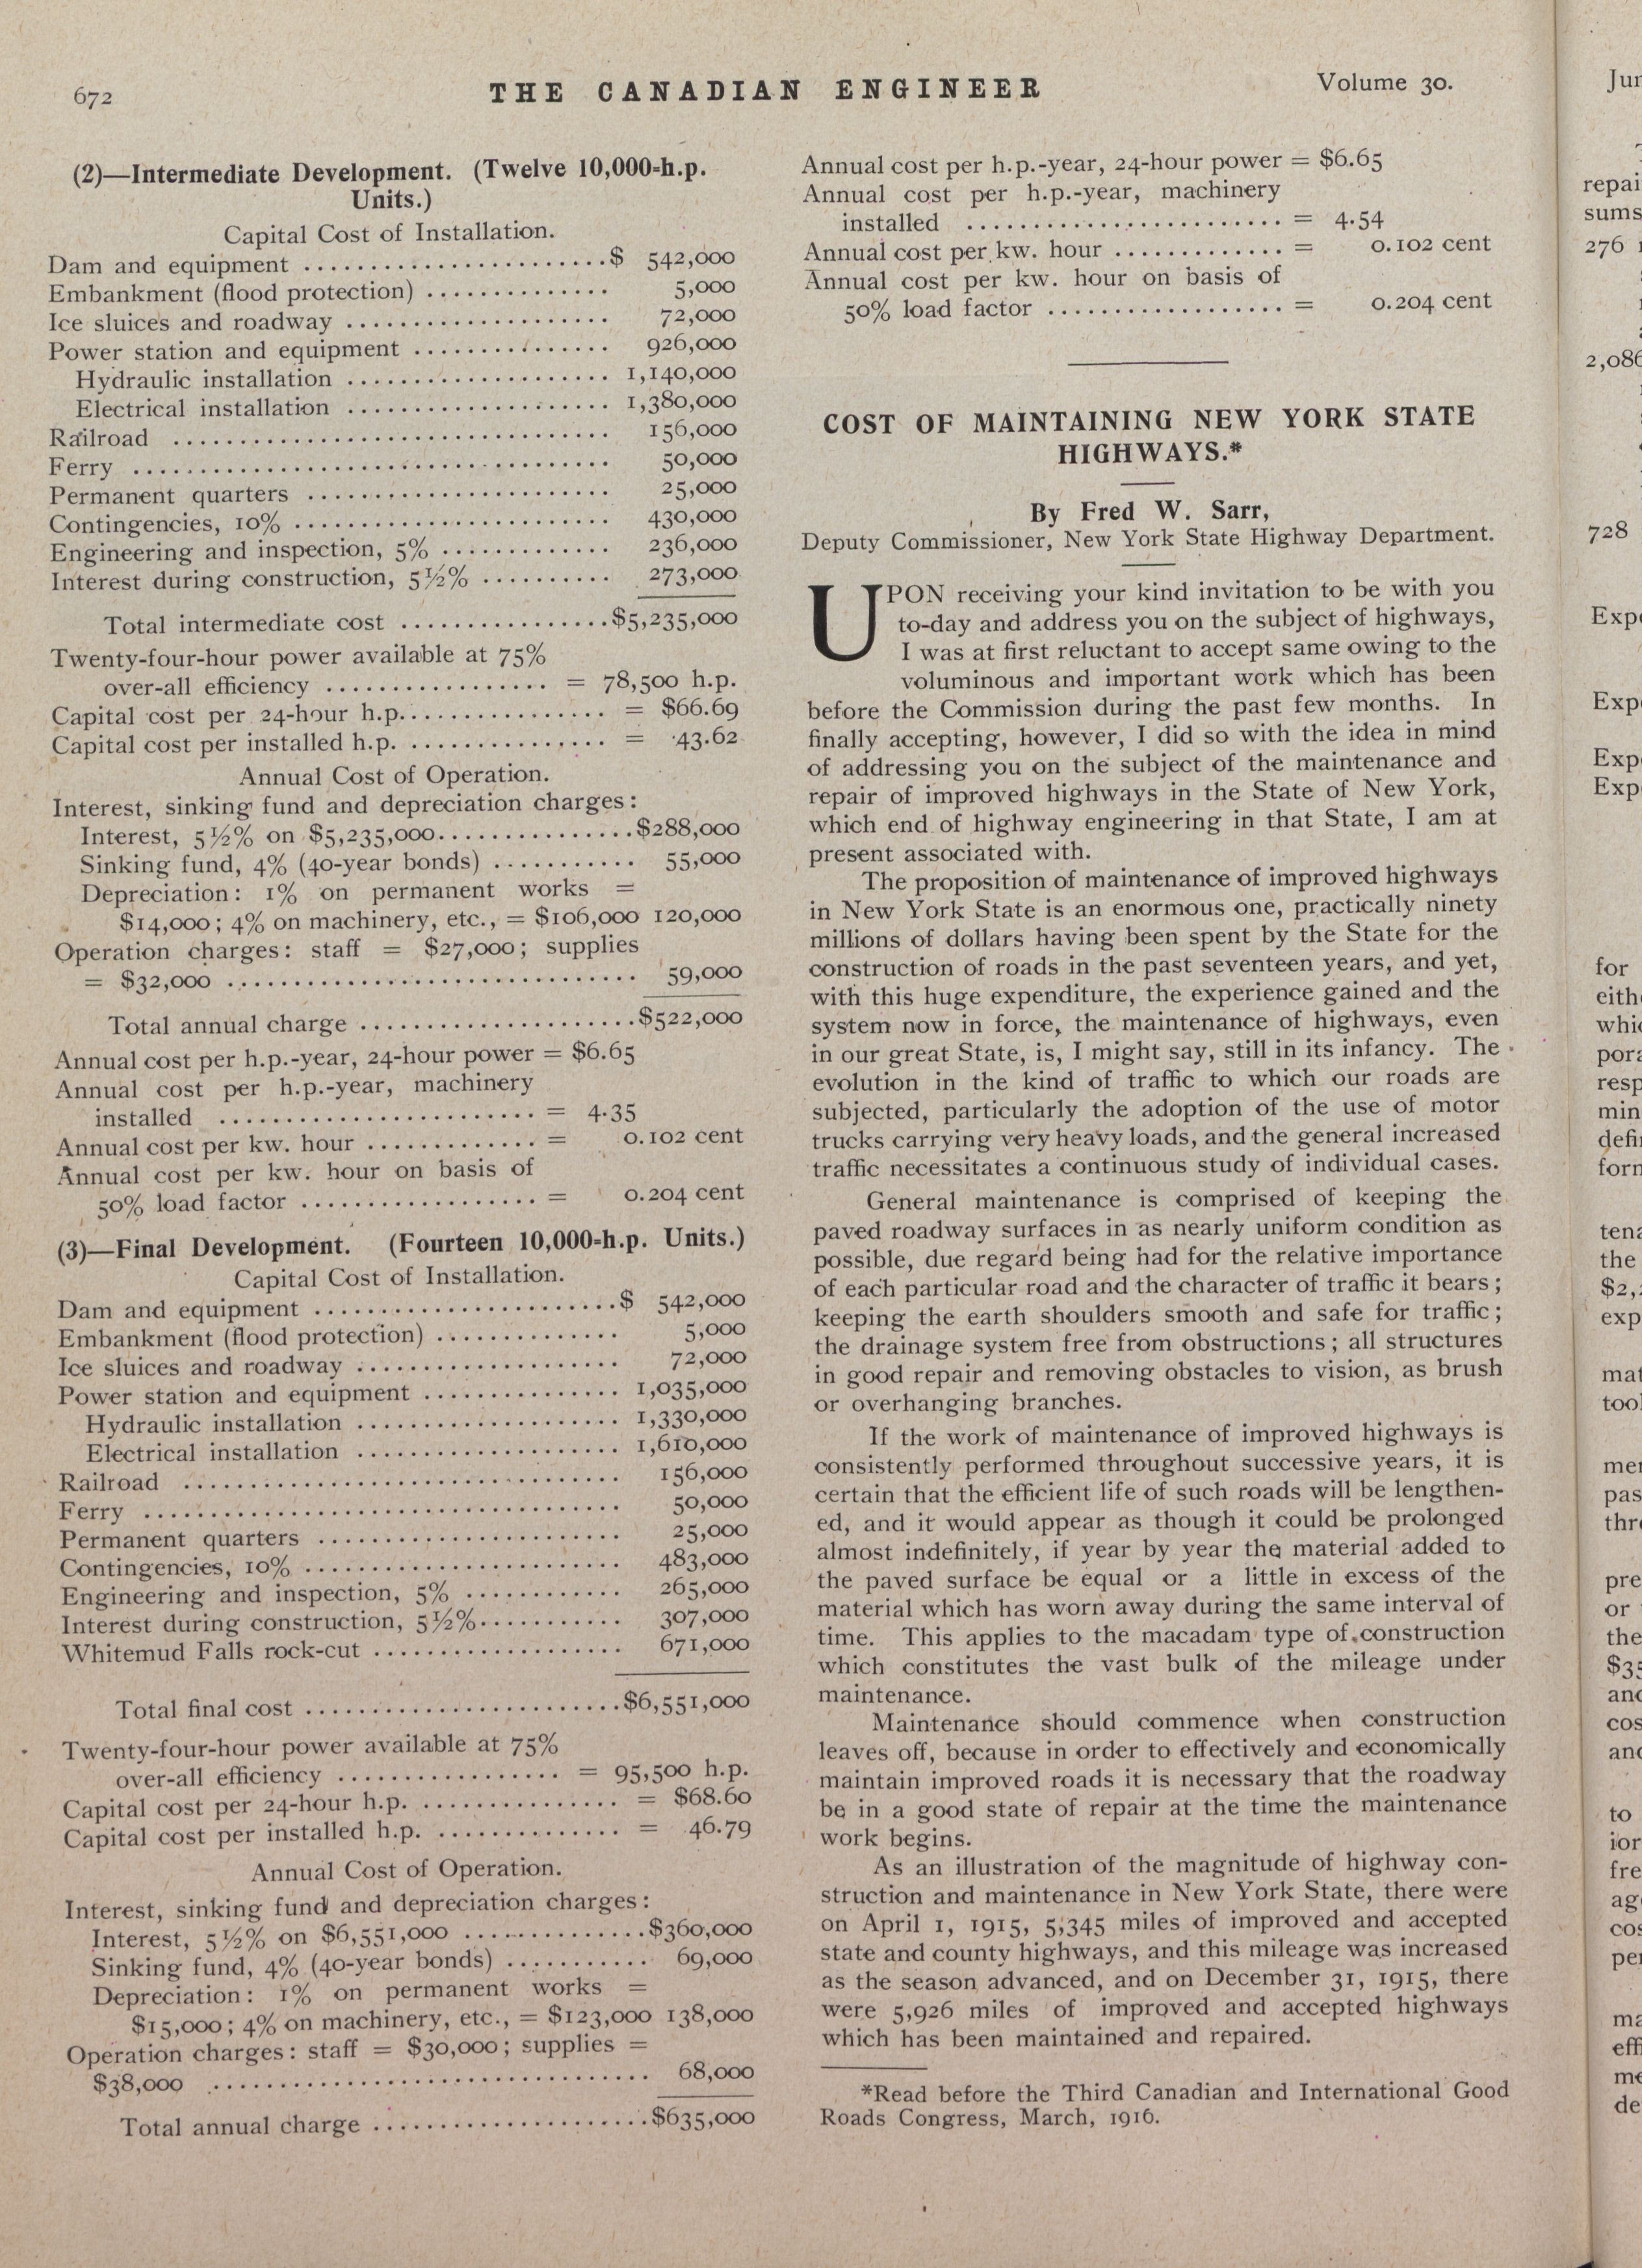 672
THE CANADIAN ENGINEER
Volume 30.
(2)—Intermediate Development. (Twelve 10,000-h.p.
Units.)
Capital Cost of Installation.
Dam and equipment ........................$ 542,000
Embankment (flood protection) .............. 5,000
Ice sluices and roadway .................... 72,000
Power station and equipment ............... 926,000
Hydraulic installation .................... 1,140,000
Electrical installation .................... 1,380,000
Railroad ................................. 156,000
Ferry .................................... 50,000
Permanent quarters ....................... 25,000
Contingencies, 10% ........................ 430,000
Engineering and inspection, 5% ............. 236,000
Interest during construction, 5½% .......... 273,000
Total intermediate cost ................$5,235,000
Twenty-four-hour power available at 75%
over-all efficiency ................. = 78,500 h.p.
Capital cost per 24-hour h.p................. = $66.69
Capital cost per installed h.p. ............... = 43.62
Annual Cost of Operation.
Interest, sinking fund and depreciation charges:
Interest, 5½% on $5,235,000...............$288,000
Sinking fund, 4% (40-year bonds) ........... 55,000
Depreciation: 1% on permanent works =
$14,000; 4% on machinery, etc., = $106,000 120,000
Operation charges: staff = $27,000; supplies
= $32,000 ............................... 59,000
Total annual charge .....................$522,000
Annual cost per h.p.-year, 24-hour power = $6.65
Annual cost per h.p.-year, machinery
installed ........................ = 4.35
Annual cost per kw. hour ............. = 0.102 cent
Annual cost per kw. hour on basis of
50% load factor .................. = 0.204 cent
(3)—Final Development. (Fourteen 10,000-h.p. Units.)
Capital Cost of Installation.
Dam and equipment .......................$ 542,000
Embankment (flood protection) .............. 5,000
Ice sluices and roadway .................... 72,000
Power station and equipment ............... 1,035,000
Hydraulic installation .................... 1,330,000
Electrical installation .................... 1,610,000
Railroad ................................. 156,000
Ferry .................................... 50,000
Permanent quarters ....................... 25,000
Contingencies, 10% ........................ 483,000
Engineering and inspection, 5% ............ 265,000
Interest during construction, 5½%........... 307,000
Whitemud Falls rock-cut ................... 671,000
Total final cost ........................$6,551,000
Twenty-four-hour power available at 75%
over-all efficiency ................. = 95,500 h.p.
Capital cost per 24-hour h.p. ............... = $68.60
Capital cost per installed h.p. .............. = 46.79
Annual Cost of Operation.
Interest, sinking fund and depreciation charges:
Interest, 5½% on $6,551,000 ..............$360,000
Sinking fund, 4% (40-year bonds) ........... 69,000
Depreciation: 1% on permanent works =
$15,000; 4% on machinery, etc., = $123,000 138,000
Operation charges: staff = $30,000; supplies =
$38,000 ................................. 68,000
Total annual charge .....................$635,000
Annual cost per h.p.-year, 24-hour power = $6.65
Annual cost per h.p.-year, machinery
installed ........................ = 4.54
Annual cost per kw. hour ............. = 0.102 cent
Annual cost per kw. hour on basis of
50% load factor .................. = 0.204 cent
COST OF MAINTAINING NEW YORK STATE
HIGHWAYS.*
By Fred W. Sarr,
Deputy Commissioner, New York State Highway Department.
UPON receiving your kind invitation to be with you
to-day and address you on the subject of highways,
I was at first reluctant to accept same owing to the
voluminous and important work which has been
before the Commission during the past few months. In
finally accepting, however, I did so with the idea in mind
of addressing you on the subject of the maintenance and
repair of improved highways in the State of New York,
which end of highway engineering in that State, I am at
present associated with.
The proposition of maintenance of improved highways
in New York State is an enormous one, practically ninety
millions of dollars having been spent by the State for the
construction of roads in the past seventeen years, and yet,
with this huge expenditure, the experience gained and the
system now in force, the maintenance of highways, even
in our great State, is, I might say, still in its infancy. The
evolution in the kind of traffic to which our roads are
subjected, particularly the adoption of the use of motor
trucks carrying very heavy loads, and the general increased
traffic necessitates a continuous study of individual cases.
General maintenance is comprised of keeping the
paved roadway surfaces in as nearly uniform condition as
possible, due regard being had for the relative importance
of each particular road and the character of traffic it bears;
keeping the earth shoulders smooth and safe for traffic;
the drainage system free from obstructions; all structures
in good repair and removing obstacles to vision, as brush
or overhanging branches.
If the work of maintenance of improved highways is
consistently performed throughout successive years, it is
certain that the efficient life of such roads will be lengthen-
ed, and it would appear as though it could be prolonged
almost indefinitely, if year by year the material added to
the paved surface be equal or a little in excess of the
material which has worn away during the same interval of
time. This applies to the macadam type of construction
which constitutes the vast bulk of the mileage under
maintenance.
Maintenance should commence when construction
leaves off, because in order to effectively and economically
maintain improved roads it is necessary that the roadway
be in a good state of repair at the time the maintenance
work begins.
As an illustration of the magnitude of highway con-
struction and maintenance in New York State, there were
on April 1, 1915, 5,345 miles of improved and accepted
state and county highways, and this mileage was increased
as the season advanced, and on December 31, 1915, there
were 5,926 miles of improved and accepted highways
which has been maintained and repaired.
*Read before the Third Canadian and International Good
Roads Congress, March, 1916.